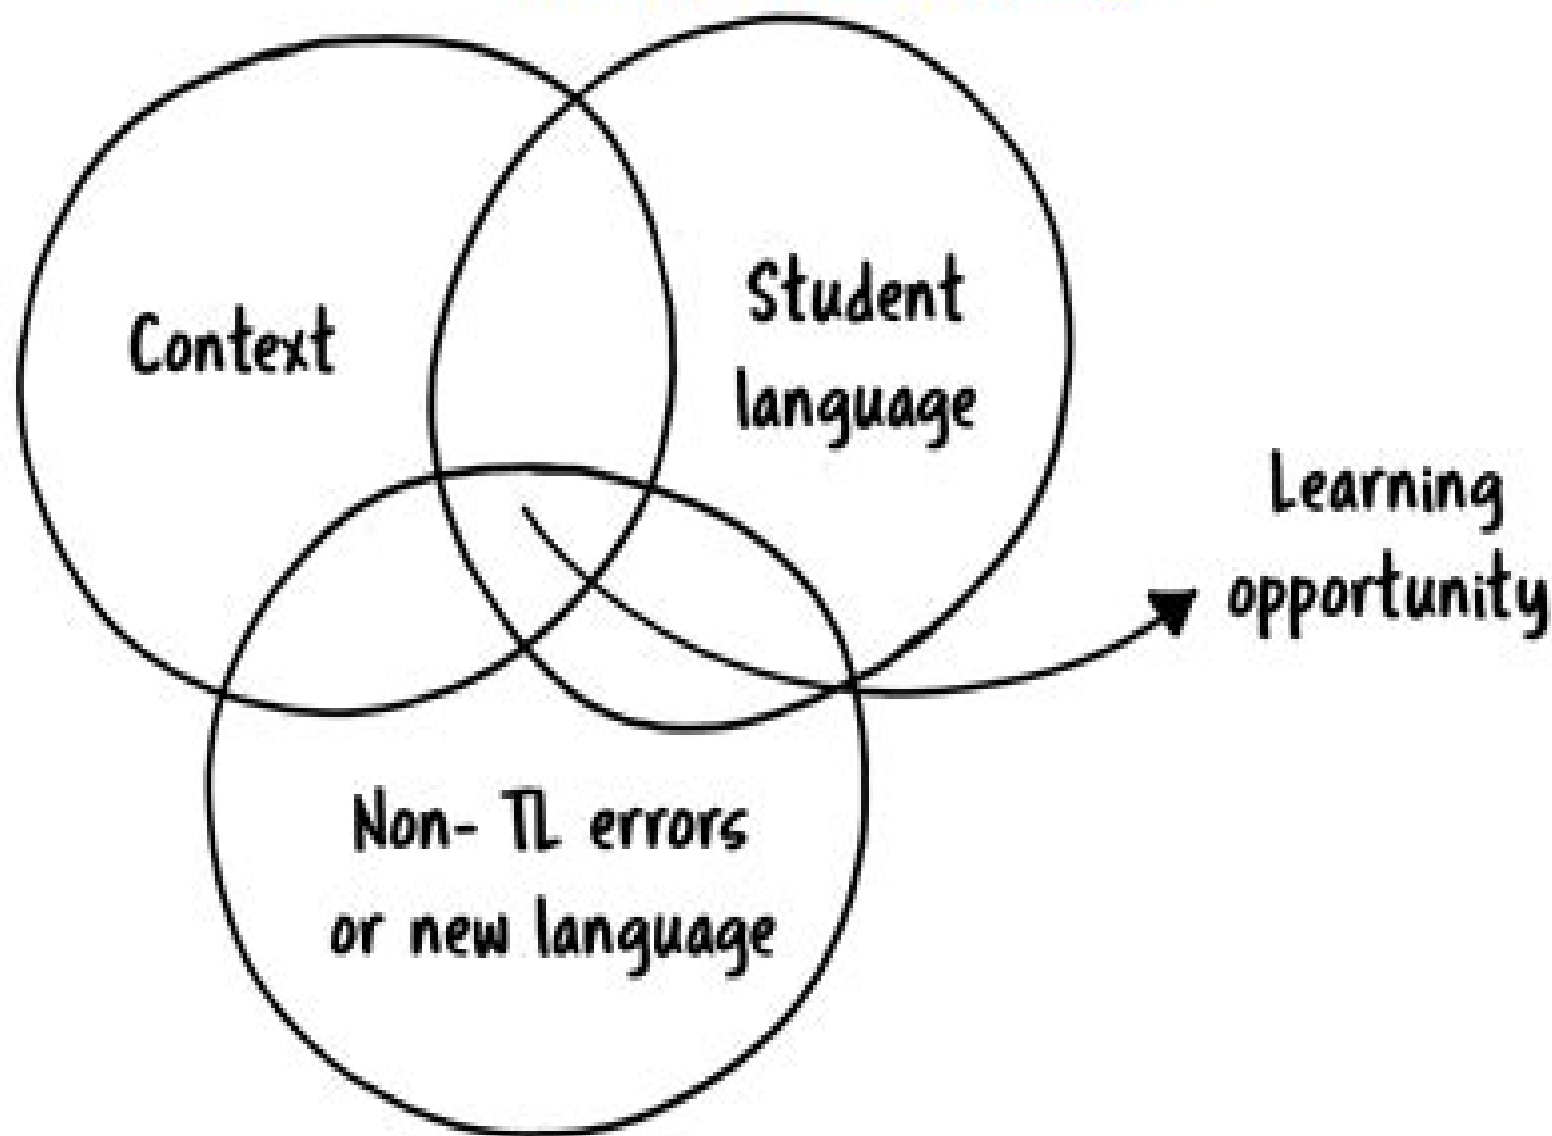 Context
Student
language
Learning
opportunity
Non- TL errors
or new language